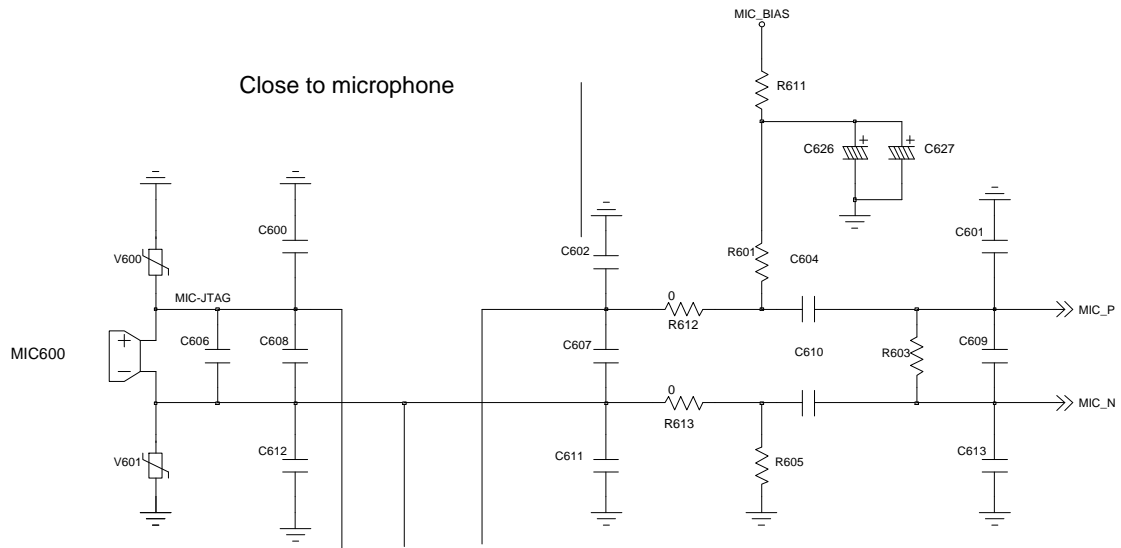 MIC_BIAS
Close to microphone
R611
C626
+
C627
+
C600
C601
V600
C602
R601
C604
MIC-JTAG
0
R612
MIC_P
MIC600
+
−
C606
C608
C607
C610
R603
C609
0
R613
MIC_N
V601
C612
C611
R605
C613